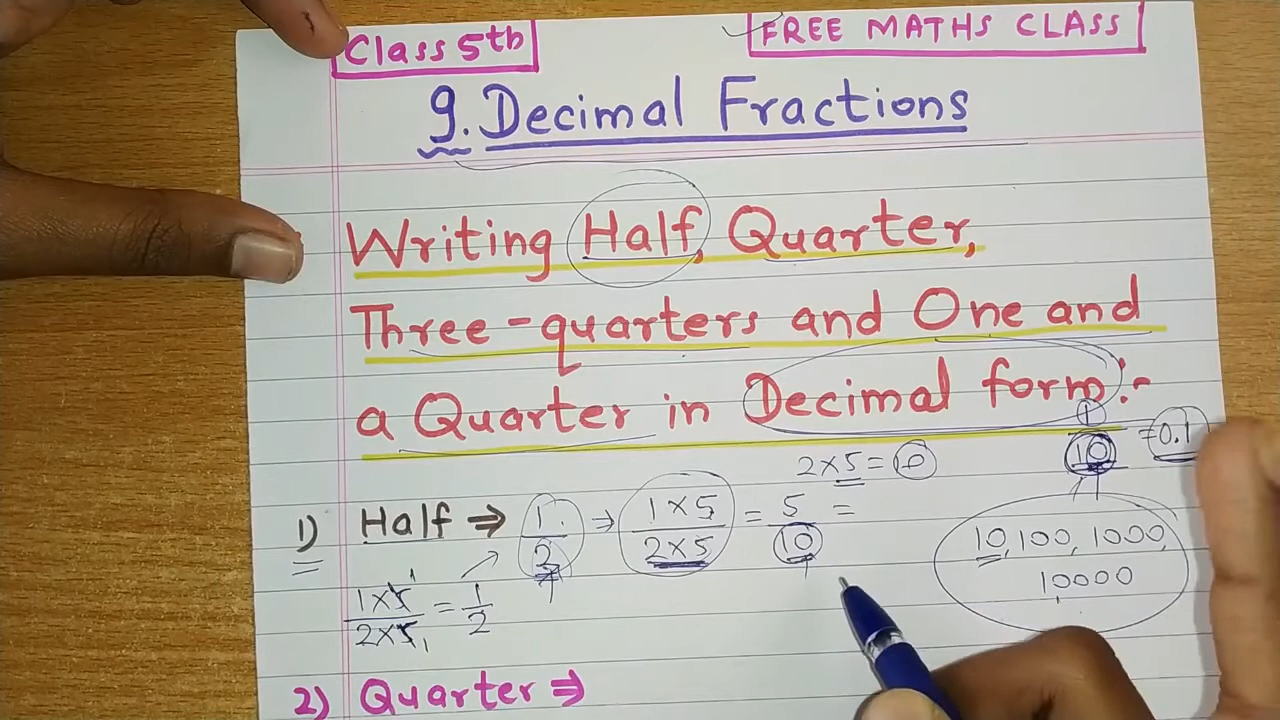 Class 5th
FREE MATHS CLASS
9. Decimal Fractions
Writing Half, Quarter,
Three-quarters and One and
a Quarter in Decimal form:-
1/10 = 0.1
2×5=10
1) Half ⇒ 1/2 ⇒ 1×5/2×5 = 5/10 =
10, 100, 1000,
10000
1×5/2×5 = 1/2
2) Quarter ⇒